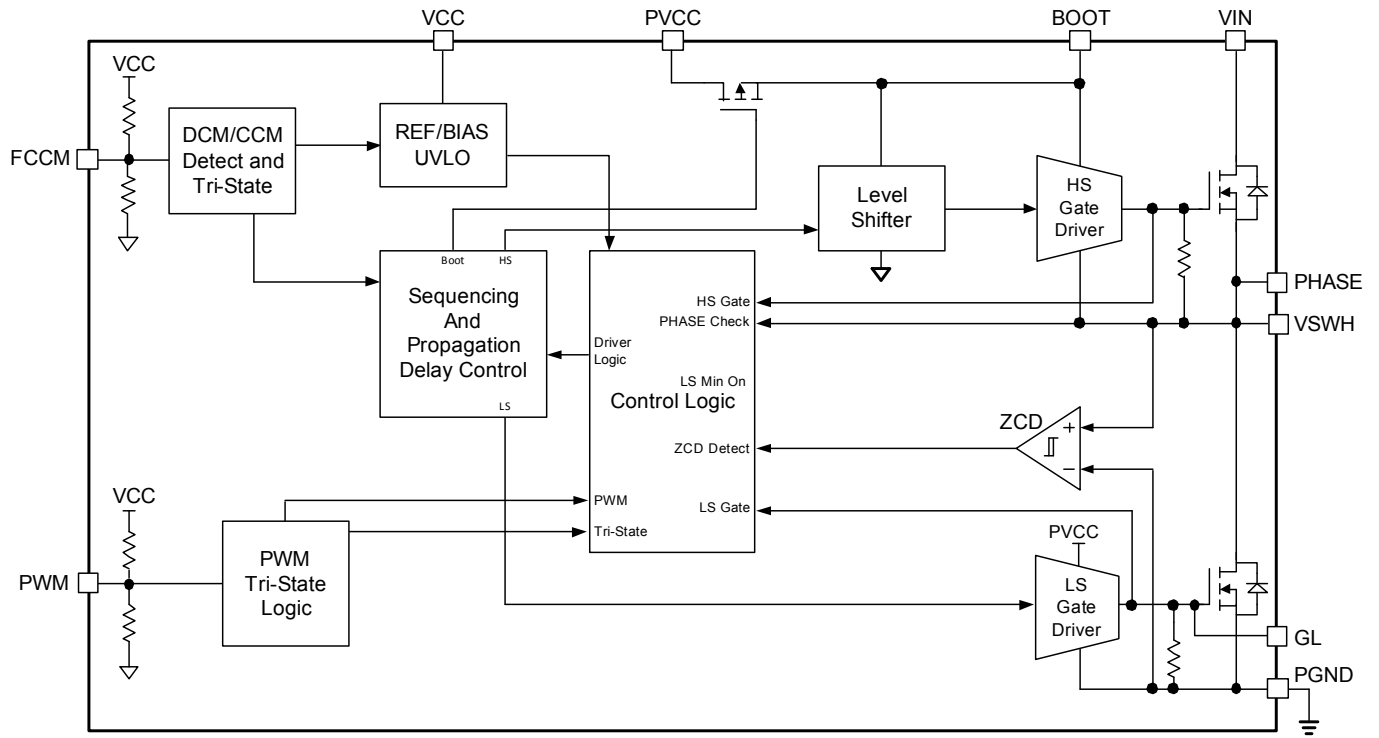 VCC
PVCC
BOOT
VIN
VCC
FCCM
DCM/CCM
Detect and
Tri-State
REF/BIAS
UVLO
Level
Shifter
HS
Gate
Driver
Boot
HS
Sequencing
And
Propagation
Delay Control
LS
HS Gate
PHASE Check
Driver
Logic
LS Min On
Control Logic
ZCD Detect
PWM
LS Gate
Tri-State
PHASE
VSWH
ZCD
+
−
VCC
PWM
PWM
Tri-State
Logic
PVCC
LS
Gate
Driver
GL
PGND